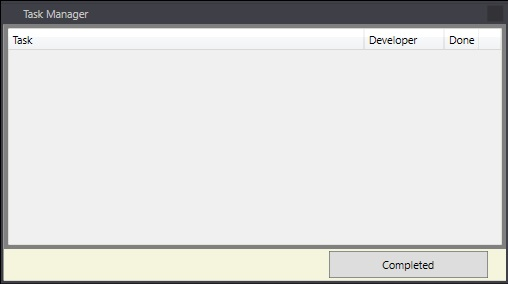 Task Manager
Task Developer Done
Completed